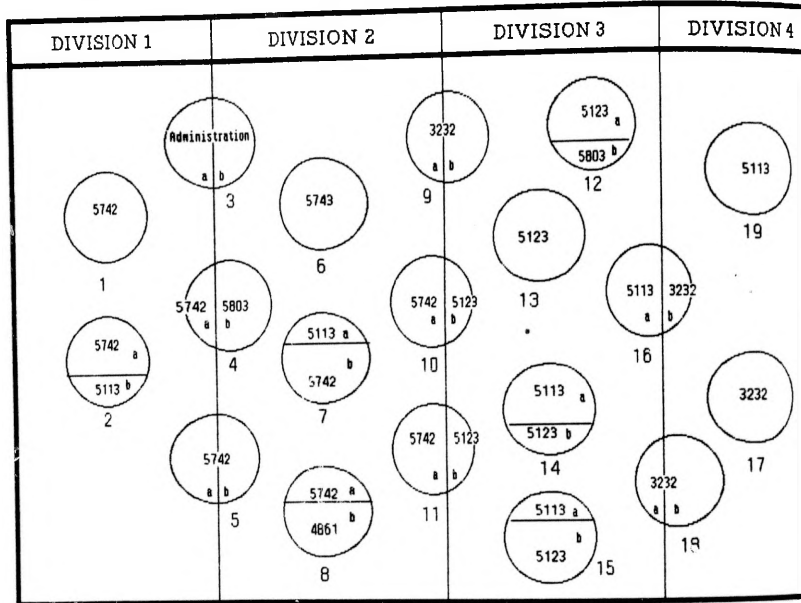 DIVISION 1 DIVISION 2 DIVISION 3 DIVISION 4
Administration
a b
3
5742
1
5742 a
5113 b
2
5742 5803
a b
4
5742
a b
5
5743
6
5113 a
b
5742
7
5742 a
b
4861
8
3232
a b
9
5742 5123
a b
10
5742 5123
a b
11
5123 a
5803 b
12
5123
13
5113 a
5123 b
14
5113 a
b
5123
15
5113 3232
a b
16
3232
17
3232
a b
18
5113
19